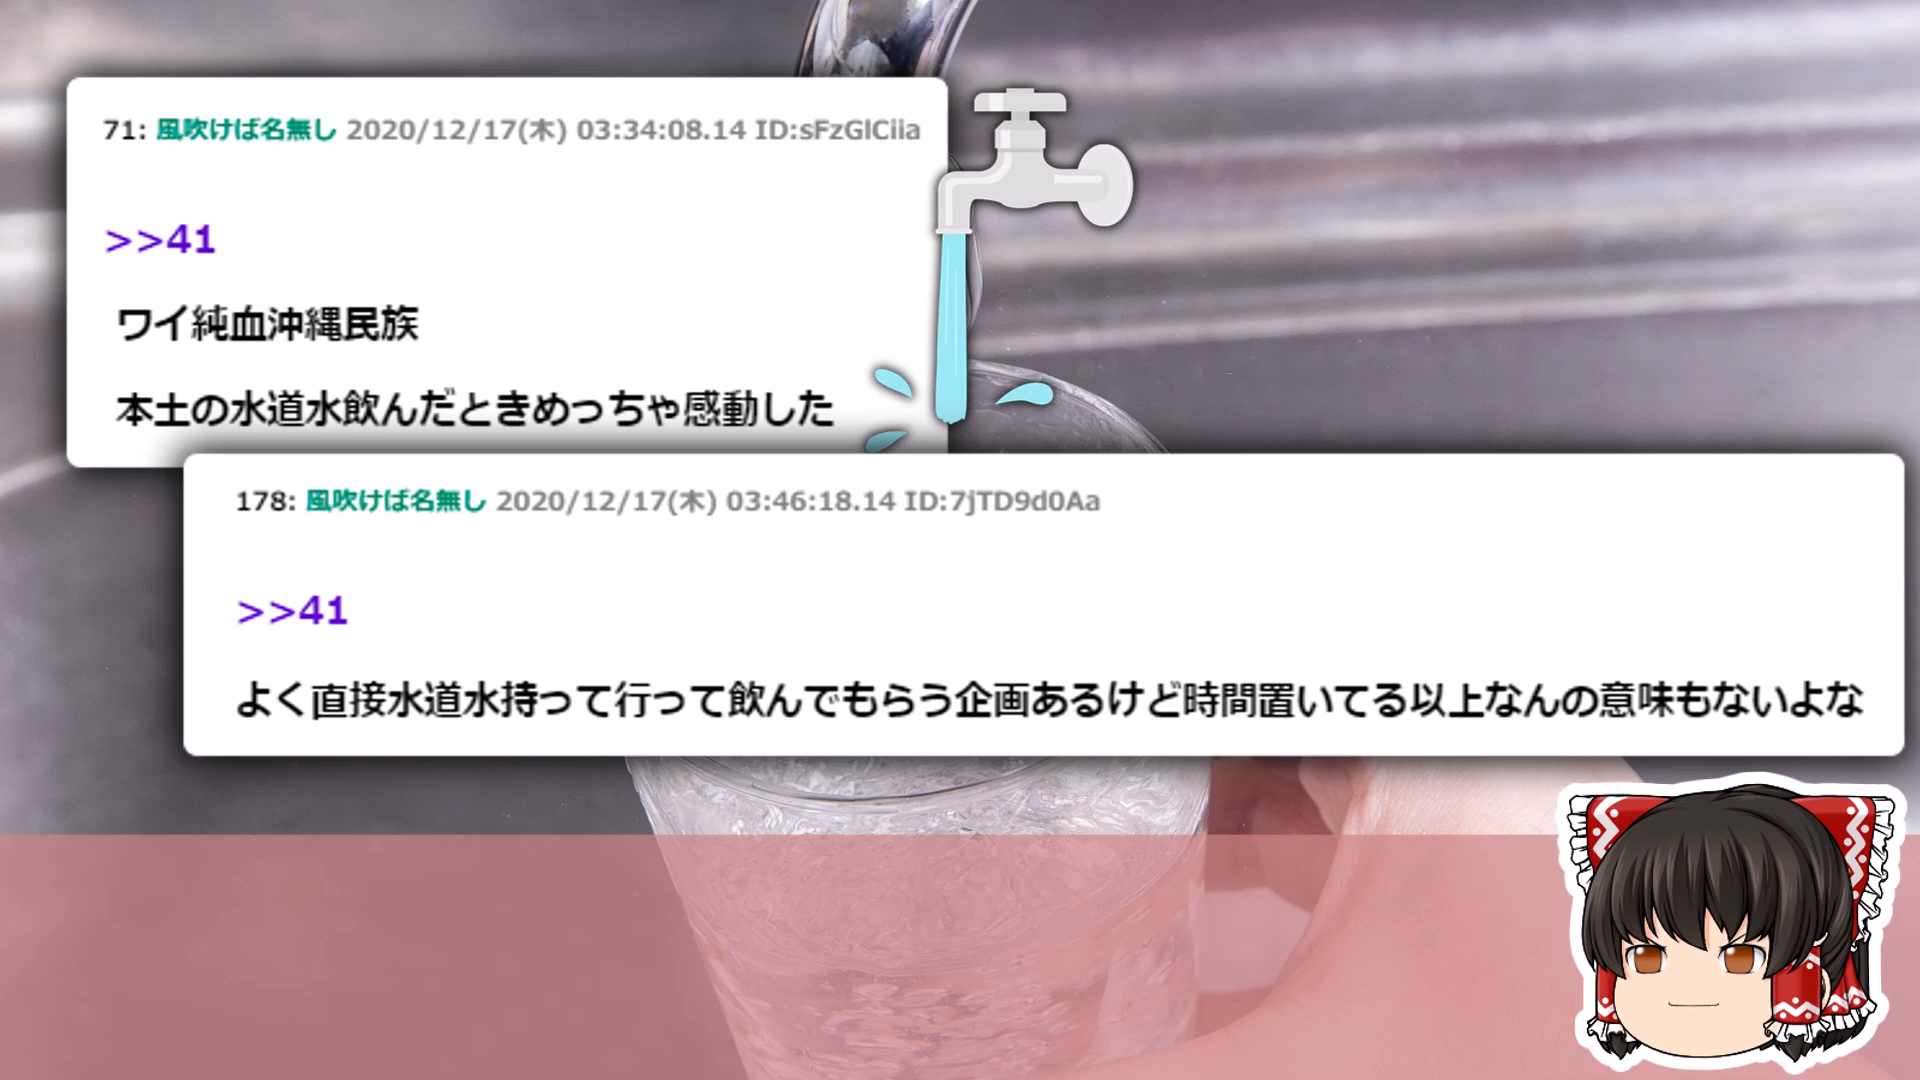 71: 風吹けば名無し 2020/12/17(木) 03:34:08.14 ID:sFzGlCiia
>>41
ワイ純血沖縄民族
本土の水道水飲んだときめっちゃ感動した
178: 風吹けば名無し 2020/12/17(木) 03:46:18.14 ID:7jTD9d0Aa
>>41
よく直接水道水持って行って飲んでもらう企画あるけど時間置いてる以上なんの意味もないよな